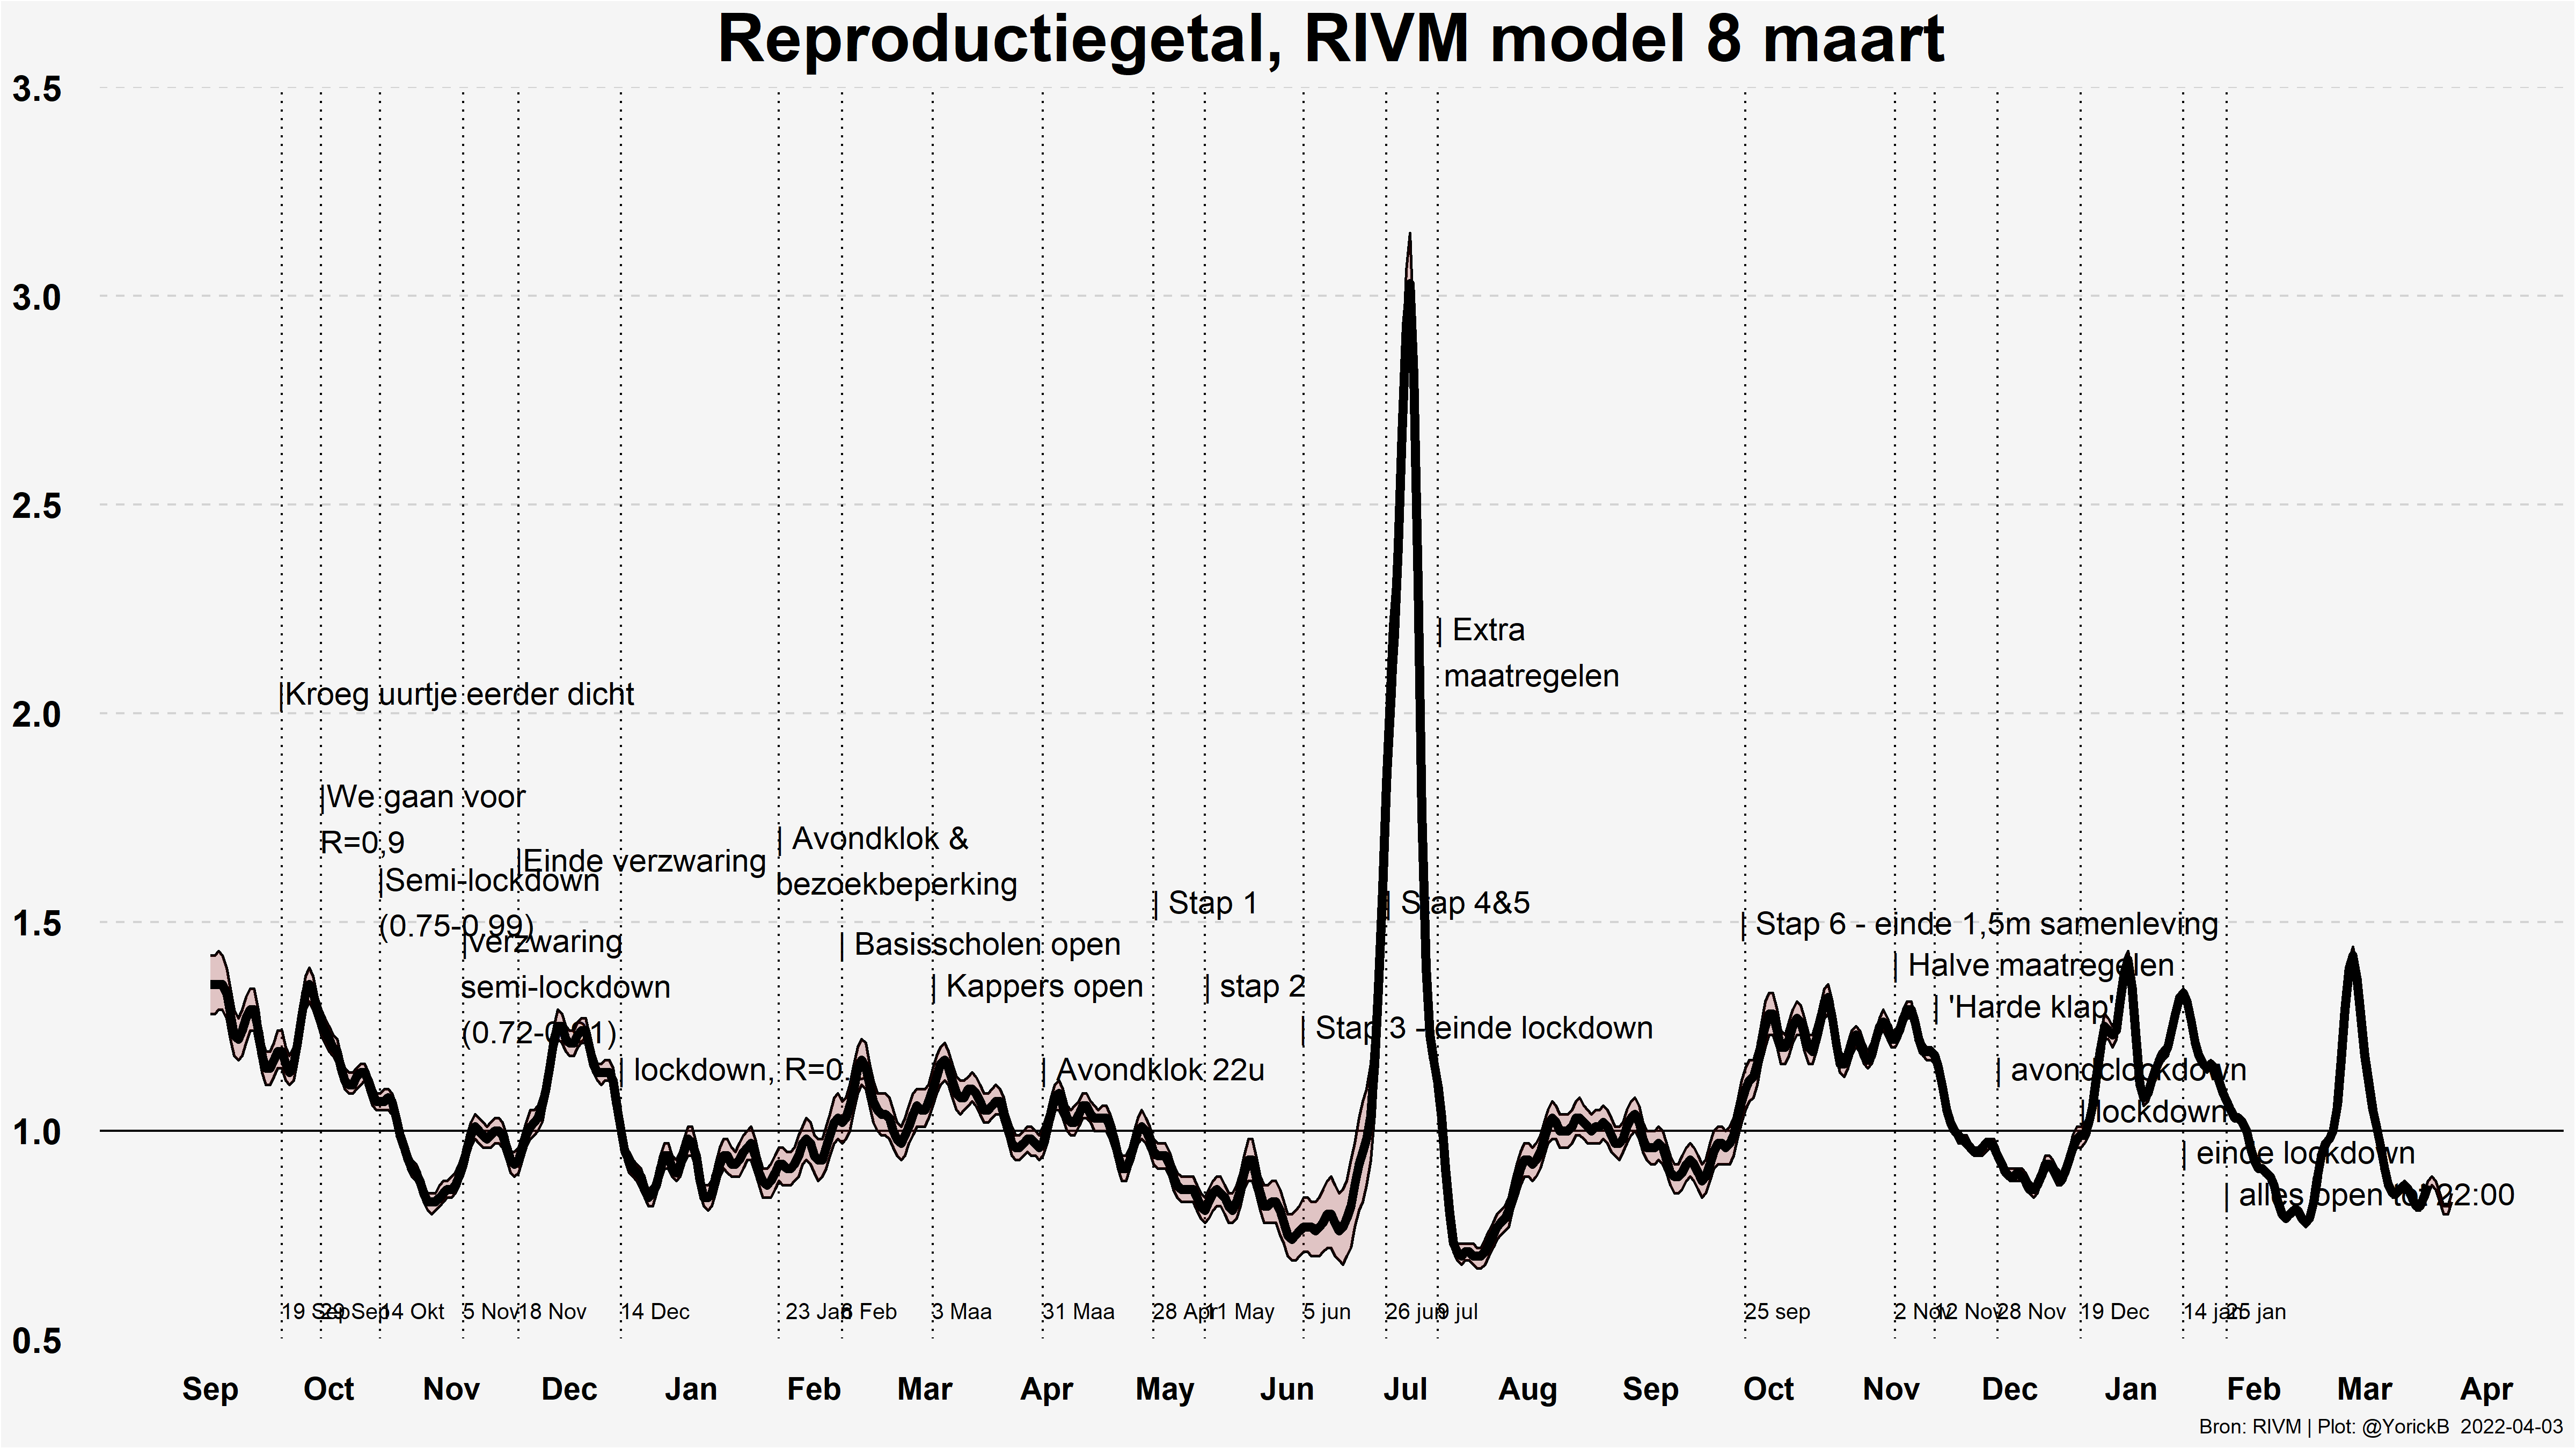 Reproductiegetal, RIVM model 8 maart
3.5
3.0
2.5
2.0
1.5
1.0
0.5
|Kroeg uurtje eerder dicht
|We gaan voor
R=0,9
|Semi-lockdown
(0.75-0.99)
|verzwaring
semi-lockdown
(0.72-0.91)
|Einde verzwaring
| lockdown, R=0.
| Avondklok &
bezoekbeperking
| Basisscholen open
| Kappers open
| Avondklok 22u
| Stap 1
| stap 2
| Stap 3 - einde lockdown
| Stap 4&5
| Extra
maatregelen
| Stap 6 - einde 1,5m samenleving
| Halve maatregelen
| 'Harde klap'
| avondclockdown
| lockdown
| einde lockdown
| alles open tot 22:00
19 Sep
29 Sep
14 Okt
5 Nov
18 Nov
14 Dec
23 Jan
8 Feb
3 Maa
31 Maa
28 Apr
11 May
5 jun
26 jun
9 jul
25 sep
2 Nov
12 Nov
28 Nov
19 Dec
14 jan
25 jan
Sep Oct Nov Dec Jan Feb Mar Apr May Jun Jul Aug Sep Oct Nov Dec Jan Feb Mar Apr
Bron: RIVM | Plot: @YorickB 2022-04-03